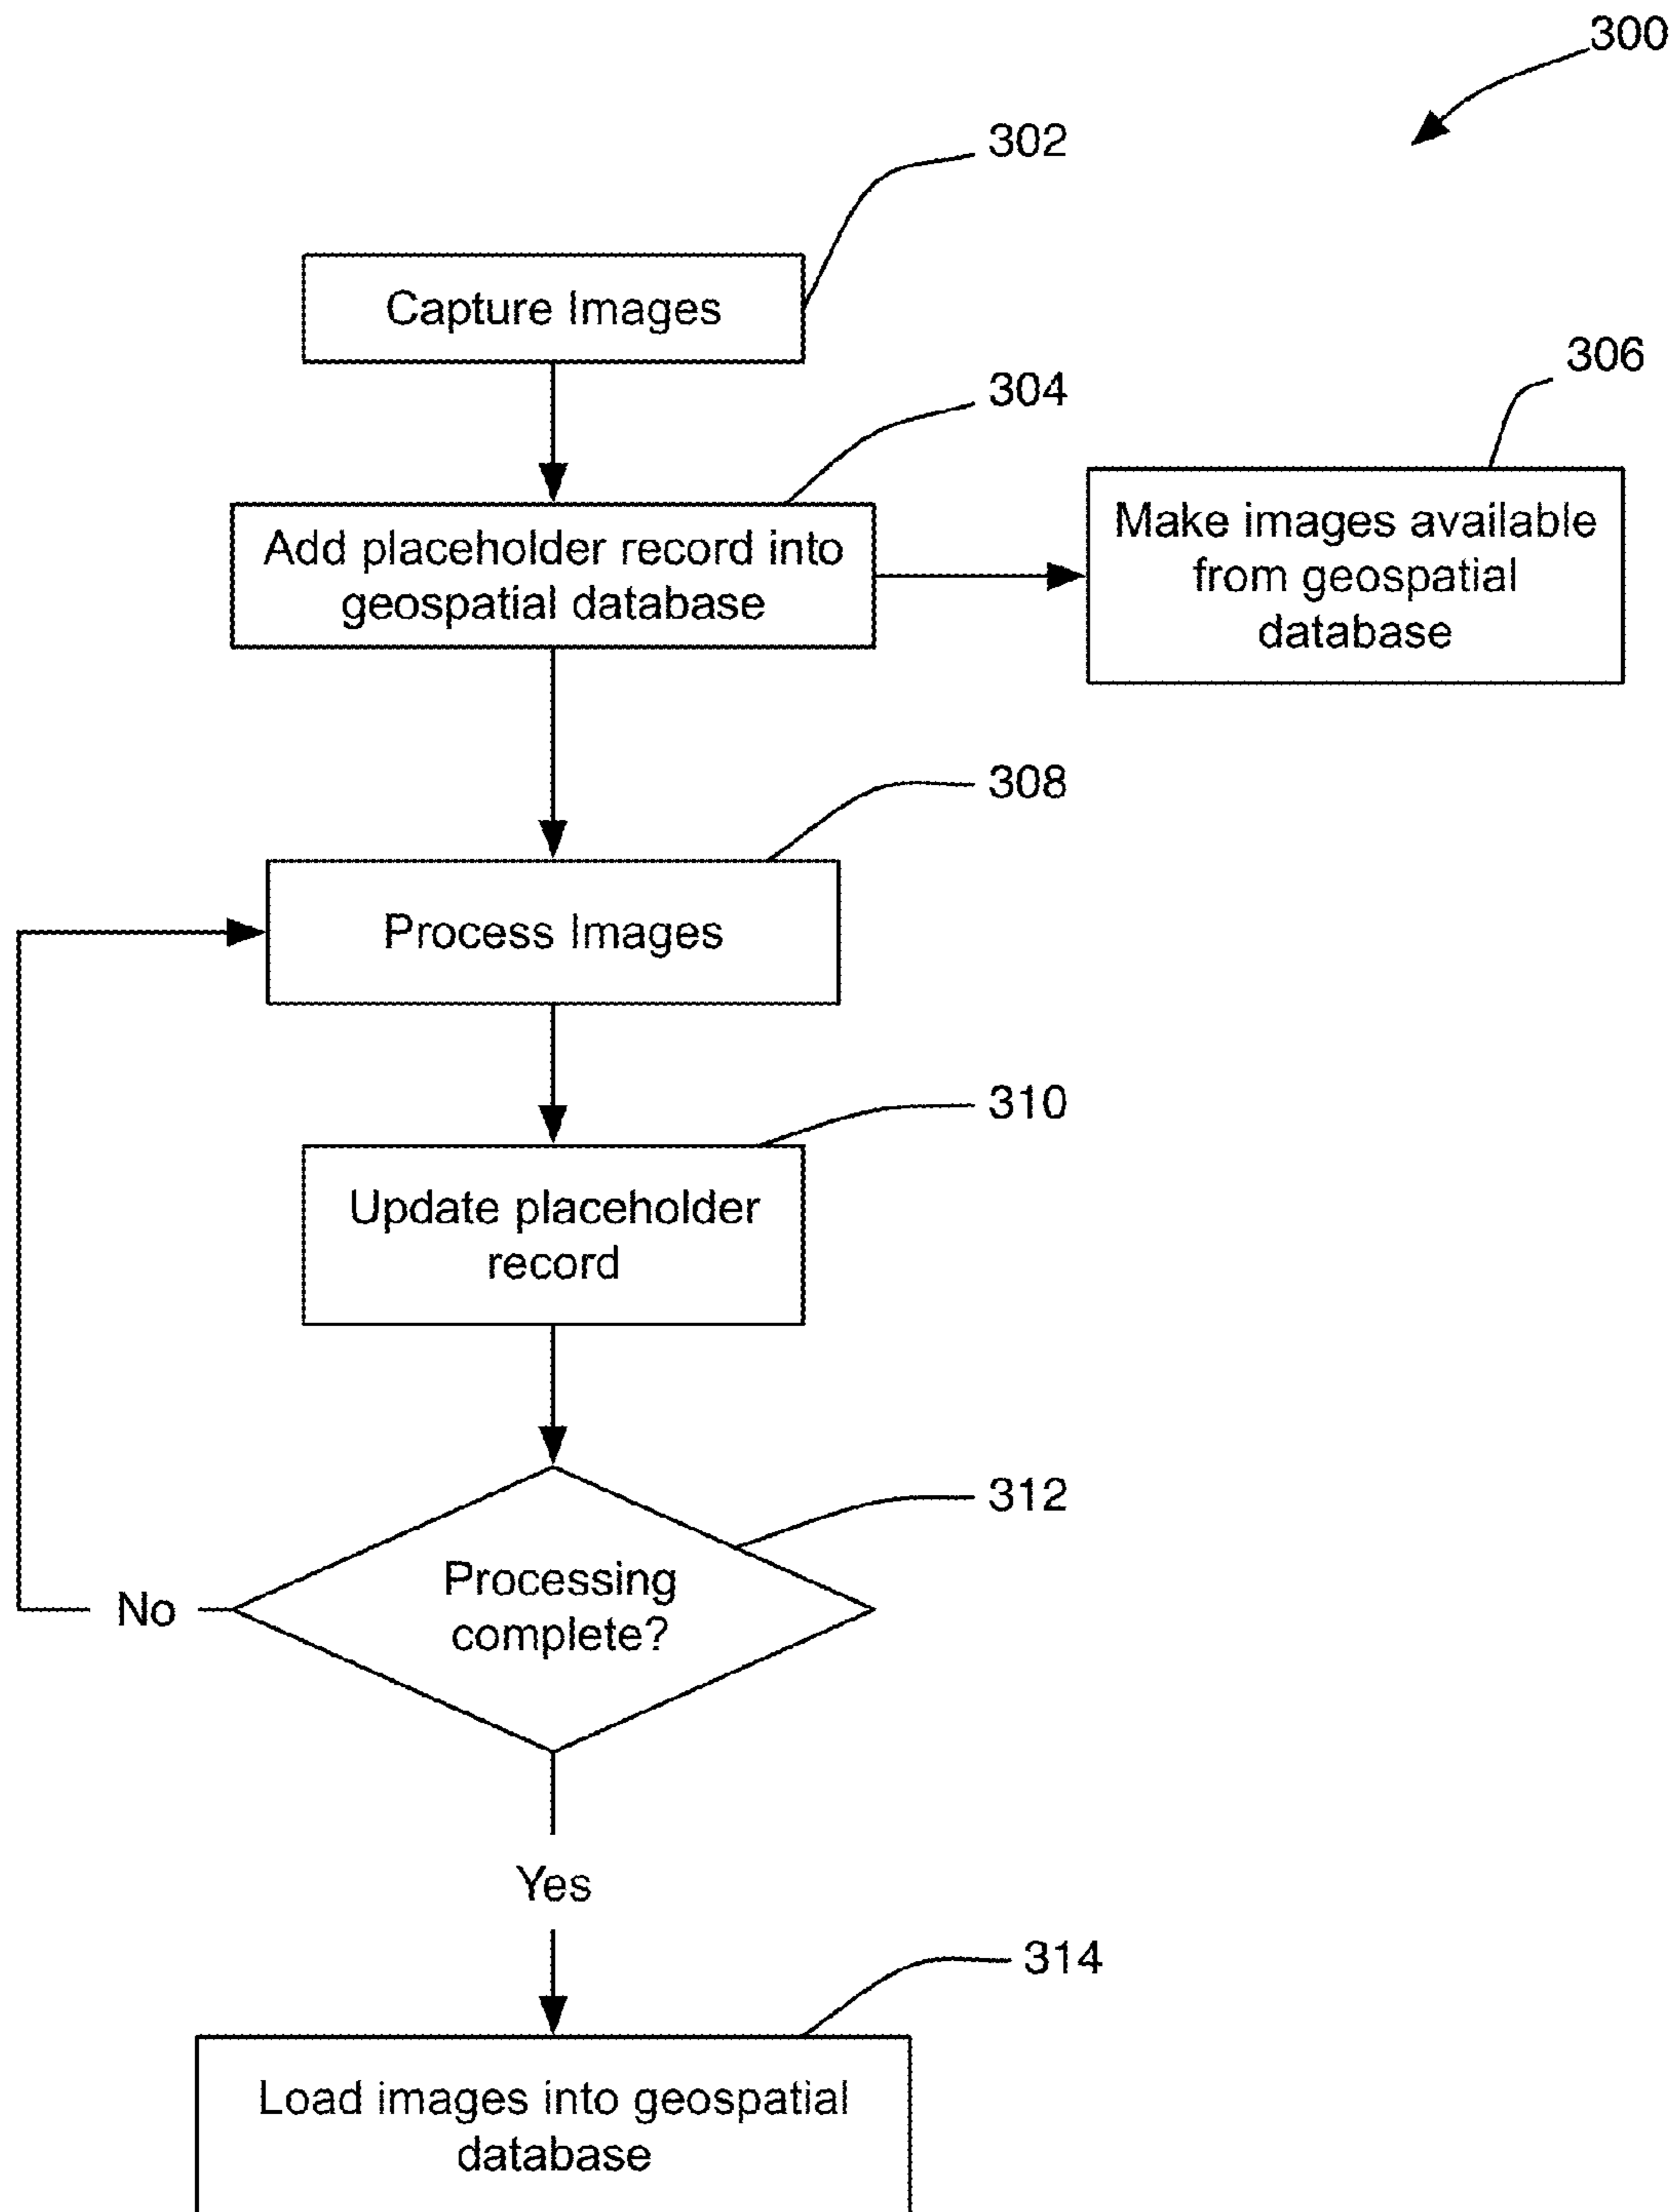 300
302
Capture Images
304
306
Add placeholder record into
geospatial database
Make images available
from geospatial
database
308
Process Images
310
Update placeholder
record
312
Processing
complete?
No
Yes
314
Load images into geospatial
database